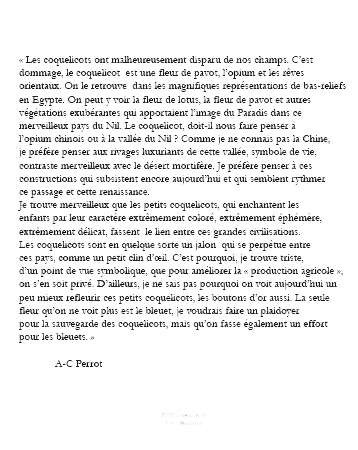 « Les coquelicots ont malheureusement disparu de nos champs. C'est
dommage, le coquelicot est une fleur de pavot, l'opium et les rêves
orientaux. On le retrouve dans les magnifiques représentations de bas-reliefs
en Egypte. On peut y voir la fleur de lotus, la fleur de pavot et autres
végétations exubérantes qui apportaient l'image du Paradis dans ce
merveilleux pays du Nil. Le coquelicot, doit-il nous faire penser à
l'opium chinois ou à la vallée du Nil ? Comme je ne connais pas la Chine,
je préfère penser aux rivages luxuriants de cette vallée, symbole de vie,
contraste merveilleux avec le désert mortifère. Je préfère penser à ces
constructions qui subsistent encore aujourd'hui et qui semblent rythmer
ce passage et cette renaissance.
Je trouve merveilleux que les petits coquelicots, qui enchantent les
enfants par leur caractère extrêmement coloré, extrêmement éphémère,
extrêmement délicat, fassent le lien entre ces grandes civilisations.
Les coquelicots sont en quelque sorte un jalon qui se perpétue entre
ces pays, comme un petit clin d'œil. C'est pourquoi, je trouve triste,
d'un point de vue symbolique, que pour améliorer la « production agricole »,
on s'en soit privé. D'ailleurs, je ne sais pas pourquoi on voit aujourd'hui un
peu mieux refleurir ces petits coquelicots, les boutons d'or aussi. La seule
fleur qu'on ne voit plus est le bleuet, je voudrais faire un plaidoyer
pour la sauvegarde des coquelicots, mais qu'on fasse également un effort
pour les bleuets. »
A-C Perrot